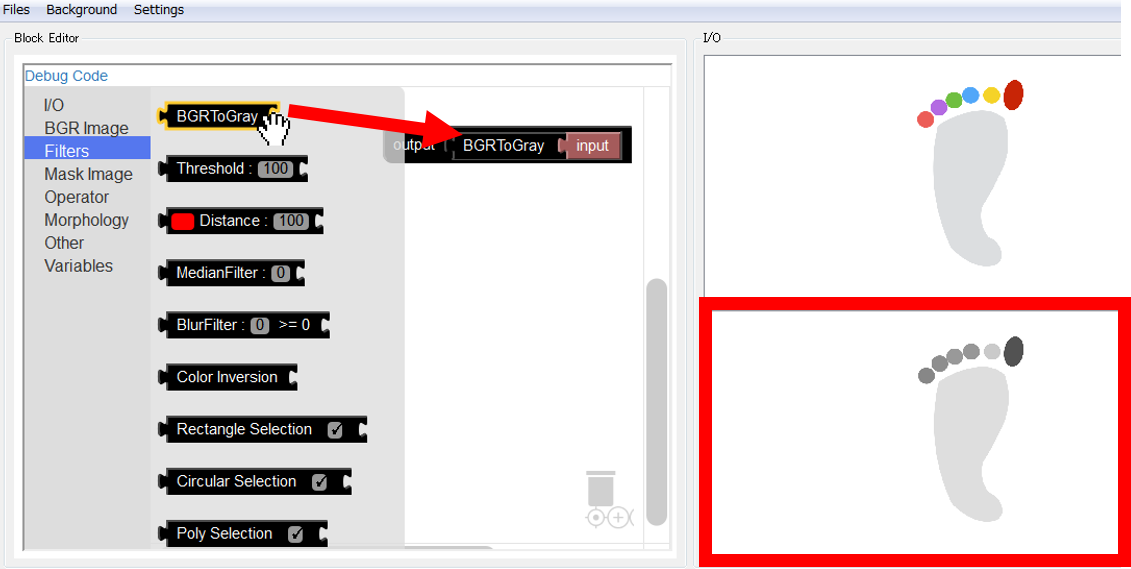 Files Background Settings
Block Editor
Debug Code
I/O
BGR Image
Filters
Mask Image
Operator
Morphology
Other
Variables
BGRToGray
Threshold : 100
Distance : 100
MedianFilter : 0
BlurFilter : 0 >= 0
Color Inversion
Rectangle Selection
Circular Selection
Poly Selection
output BGRToGray input
I/O